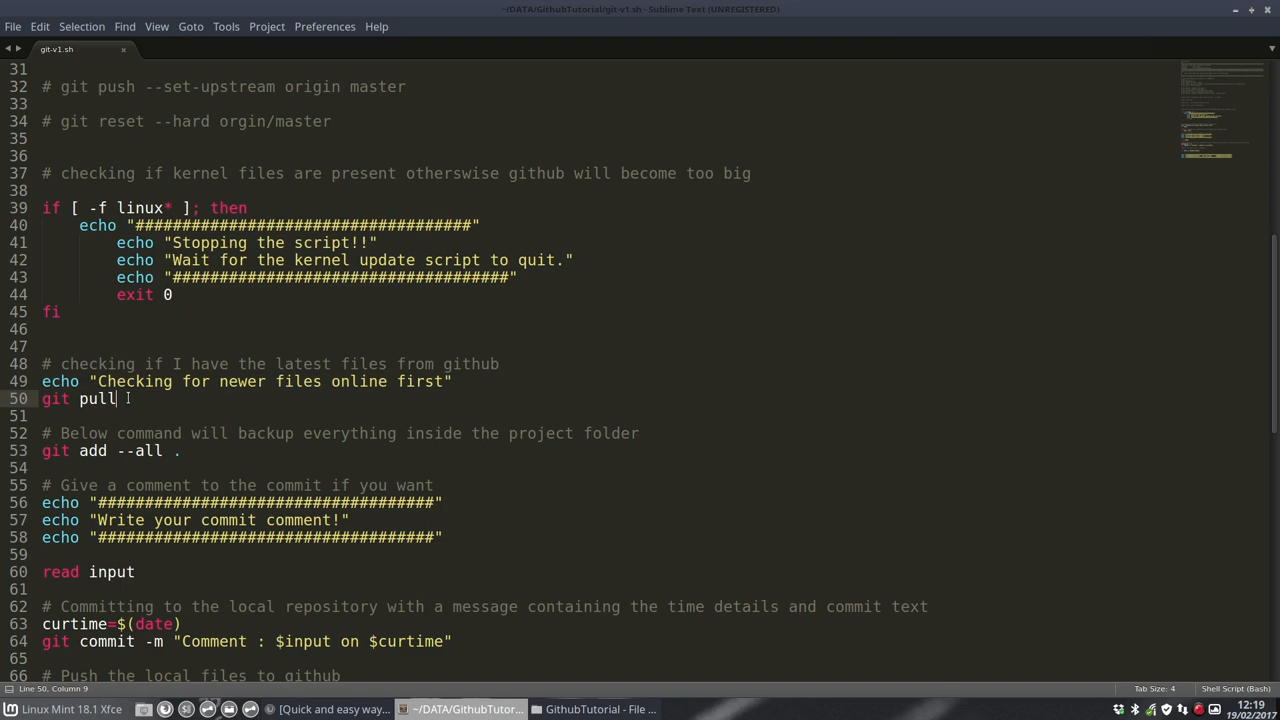 ~/DATA/GithubTutorial/git-v1.sh - Sublime Text (UNREGISTERED)
File Edit Selection Find View Goto Tools Project Preferences Help
git-v1.sh
31
32 # git push --set-upstream origin master
33
34 # git reset --hard orgin/master
35
36
37 # checking if kernel files are present otherswise github will become too big
38
39 if [ -f linux* ]; then
40 echo "####################################"
41 echo "Stopping the script!!"
42 echo "Wait for the kernel update script to quit."
43 echo "####################################"
44 exit 0
45 fi
46
47
48 # checking if I have the latest files from github
49 echo "Checking for newer files online first"
50 git pull
51
52 # Below command will backup everything inside the project folder
53 git add --all .
54
55 # Give a comment to the commit if you want
56 echo "####################################"
57 echo "Write your commit comment!"
58 echo "####################################"
59
60 read input
61
62 # Committing to the local repository with a message containing the time details and commit text
63 curtime=$(date)
64 git commit -m "Comment : $input on $curtime"
65
66 # Push the local files to github
Line 50, Column 9 Tab Size: 4 Shell Script (Bash)
Linux Mint 18.1 Xfce [Quick and easy way... ~/DATA/GithubTutor... GithubTutorial - File ... 12:19
19/02/2017